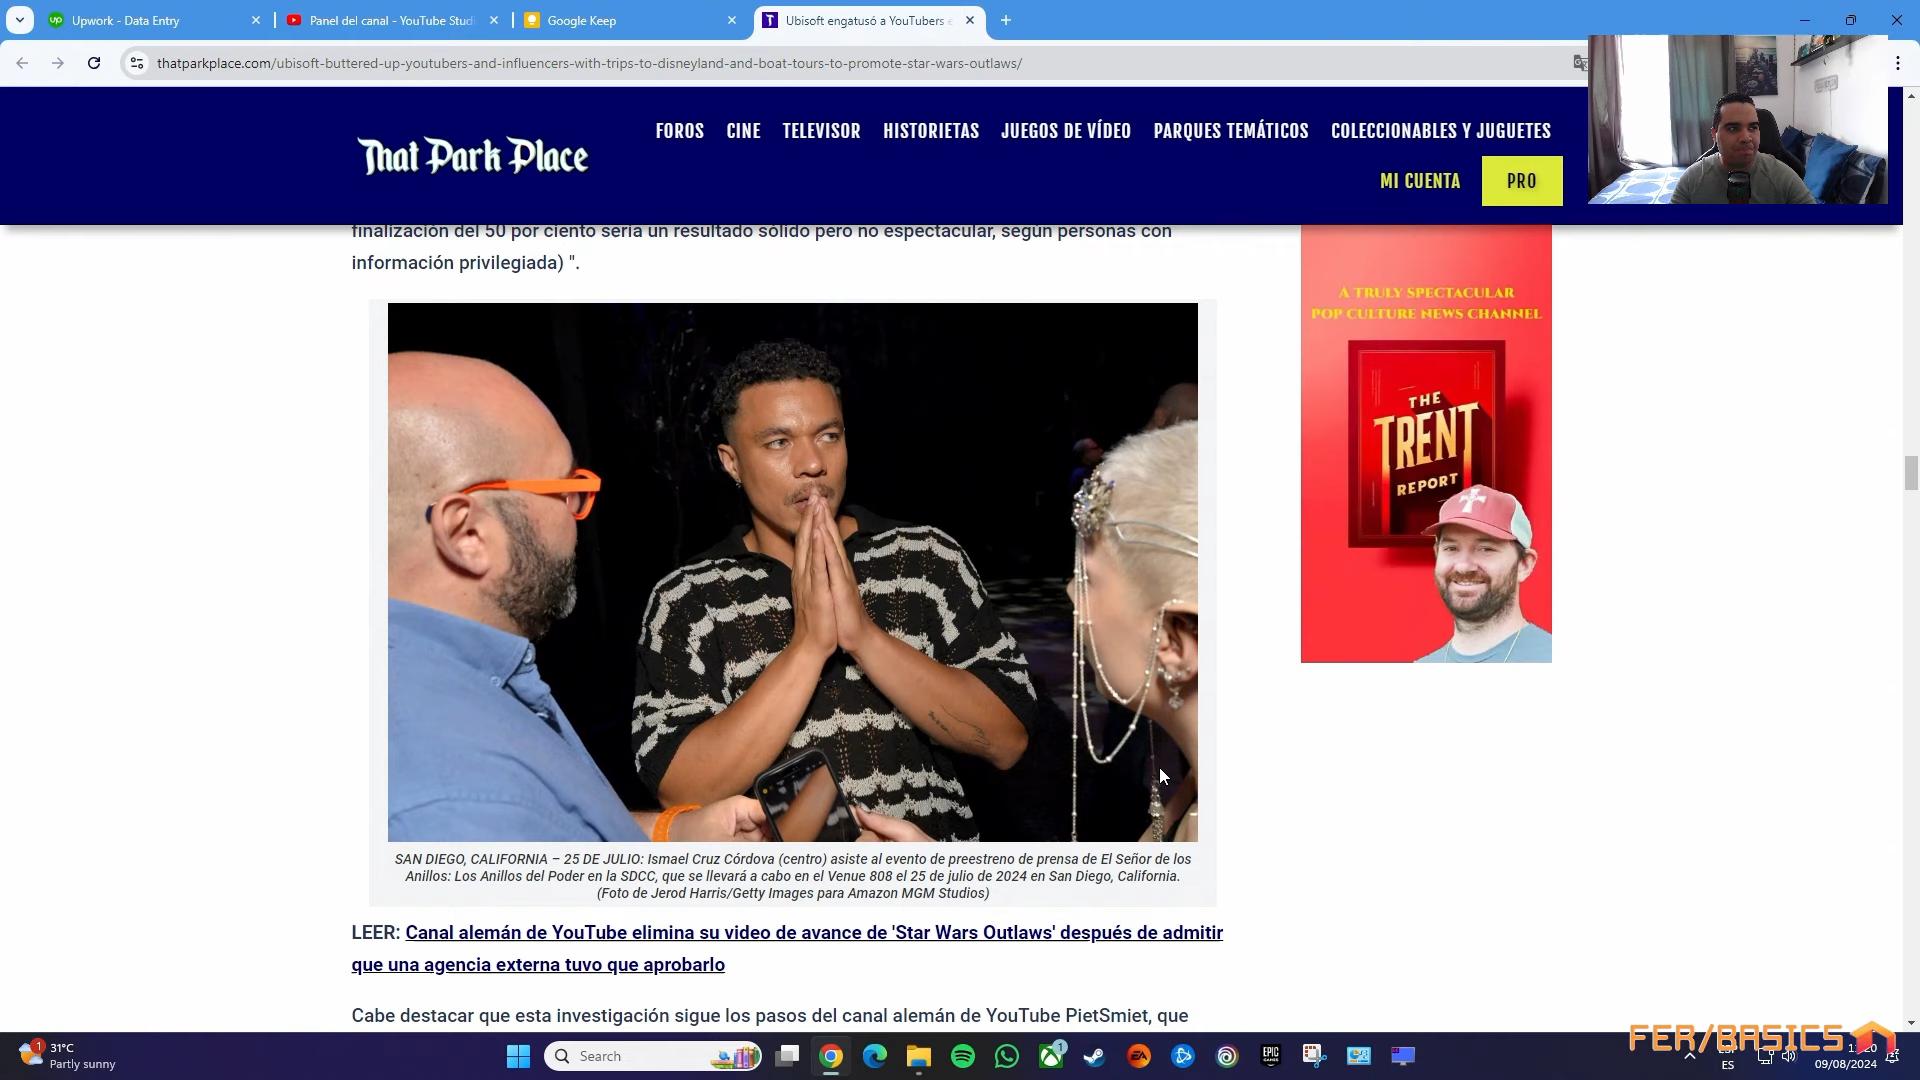 Upwork - Data Entry
Panel del canal - YouTube Stud
Google Keep
Ubisoft engatusó a YouTubers e
thatparkplace.com/ubisoft-buttered-up-youtubers-and-influencers-with-trips-to-disneyland-and-boat-tours-to-promote-star-wars-outlaws/
That Park Place
FOROS CINE TELEVISOR HISTORIETAS JUEGOS DE VÍDEO PARQUES TEMÁTICOS COLECCIONABLES Y JUGUETES
MI CUENTA PRO
finalización del 50 por ciento sería un resultado sólido pero no espectacular, según personas con
información privilegiada) ".
A TRULY SPECTACULAR
POP CULTURE NEWS CHANNEL
THE
TRENT
REPORT
SAN DIEGO, CALIFORNIA – 25 DE JULIO: Ismael Cruz Córdova (centro) asiste al evento de preestreno de prensa de El Señor de los
Anillos: Los Anillos del Poder en la SDCC, que se llevará a cabo en el Venue 808 el 25 de julio de 2024 en San Diego, California.
(Foto de Jerod Harris/Getty Images para Amazon MGM Studios)
LEER: Canal alemán de YouTube elimina su video de avance de 'Star Wars Outlaws' después de admitir
que una agencia externa tuvo que aprobarlo
Cabe destacar que esta investigación sigue los pasos del canal alemán de YouTube PietSmiet, que
FER/BASICS
1
31°C
Partly sunny
Search
1
EA
EPIC
GAMES
ES
09/08/2024